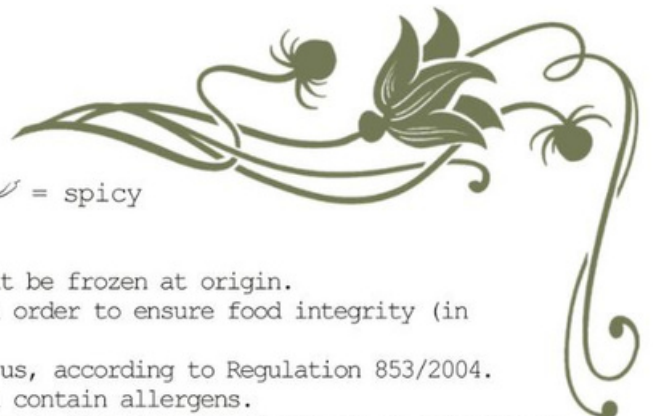 = spicy
t be frozen at origin.
order to ensure food integrity (in
us, according to Regulation 853/2004.
contain allergens.